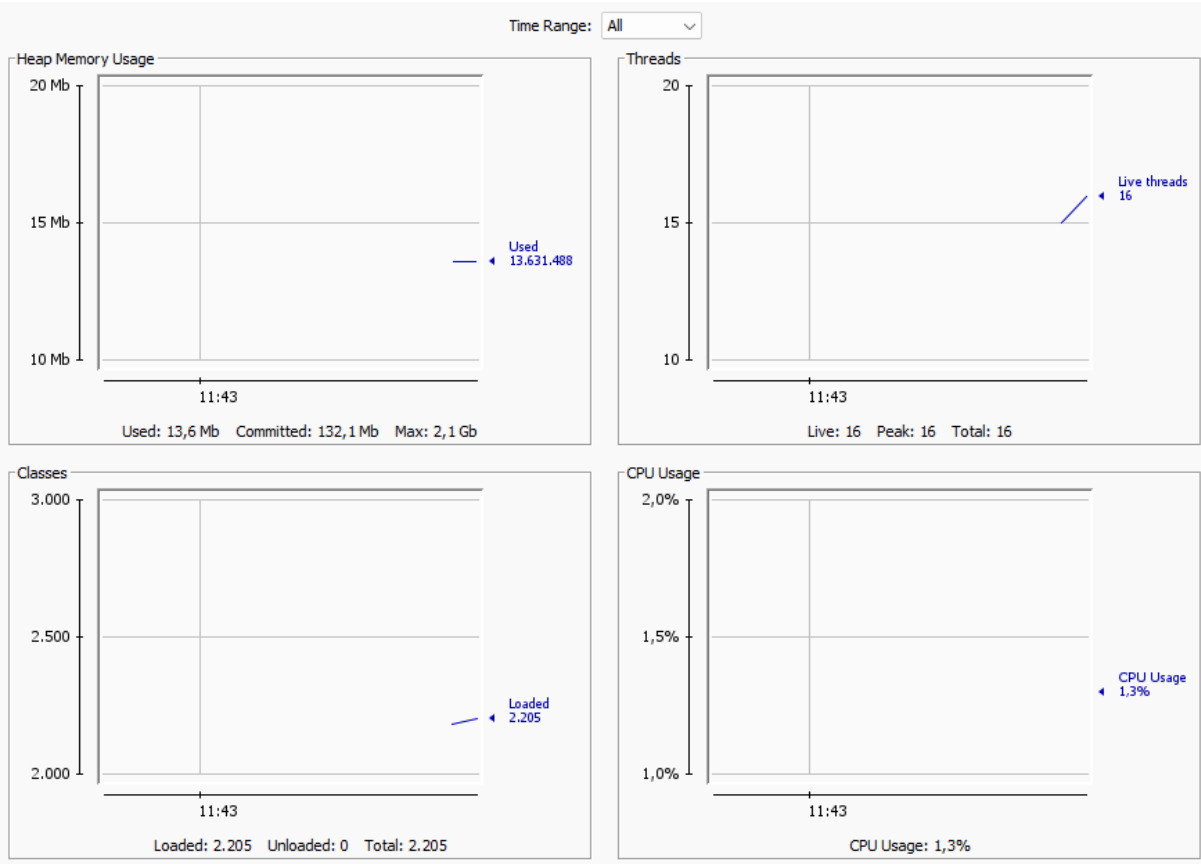 Time Range: All
Heap Memory Usage
20 Mb
15 Mb
10 Mb
Used
13.631.488
11:43
Used: 13,6 Mb Committed: 132,1 Mb Max: 2,1 Gb
Threads
20
15
10
Live threads
16
11:43
Live: 16 Peak: 16 Total: 16
Classes
3.000
2.500
2.000
Loaded
2.205
11:43
Loaded: 2.205 Unloaded: 0 Total: 2.205
CPU Usage
2,0%
1,5%
1,0%
CPU Usage
1,3%
11:43
CPU Usage: 1,3%